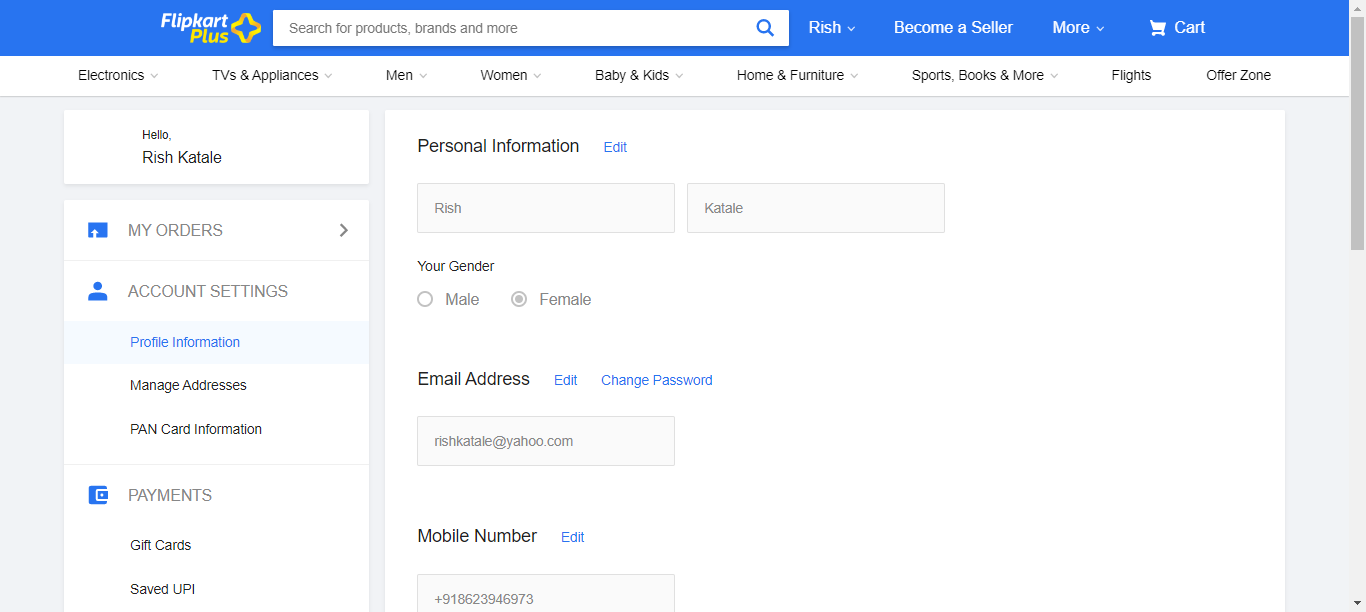 Flipkart Plus
Search for products, brands and more
Rish
Become a Seller
More
Cart
Electronics
TVs & Appliances
Men
Women
Baby & Kids
Home & Furniture
Sports, Books & More
Flights
Offer Zone
Hello,
Rish Katale
MY ORDERS
ACCOUNT SETTINGS
Profile Information
Manage Addresses
PAN Card Information
PAYMENTS
Gift Cards
Saved UPI
Personal Information Edit
Rish Katale
Your Gender
Male Female
Email Address Edit Change Password
rishkatale@yahoo.com
Mobile Number Edit
+918623946973